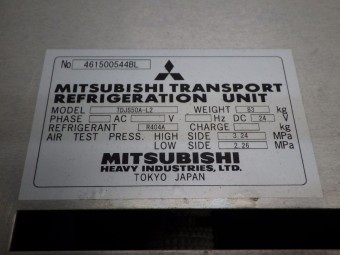 No 461500544BL
MITSUBISHI TRANSPORT
REFRIGERATION UNIT
MODEL TDJS50A-L2 WEIGHT 82 kg
PHASE AC V Hz DC 24 V
REFRIGERANT R404A CHARGE kg
AIR TEST PRESS. HIGH SIDE 3.24 MPa
LOW SIDE 2.26 MPa
MITSUBISHI
HEAVY INDUSTRIES, LTD.
TOKYO JAPAN